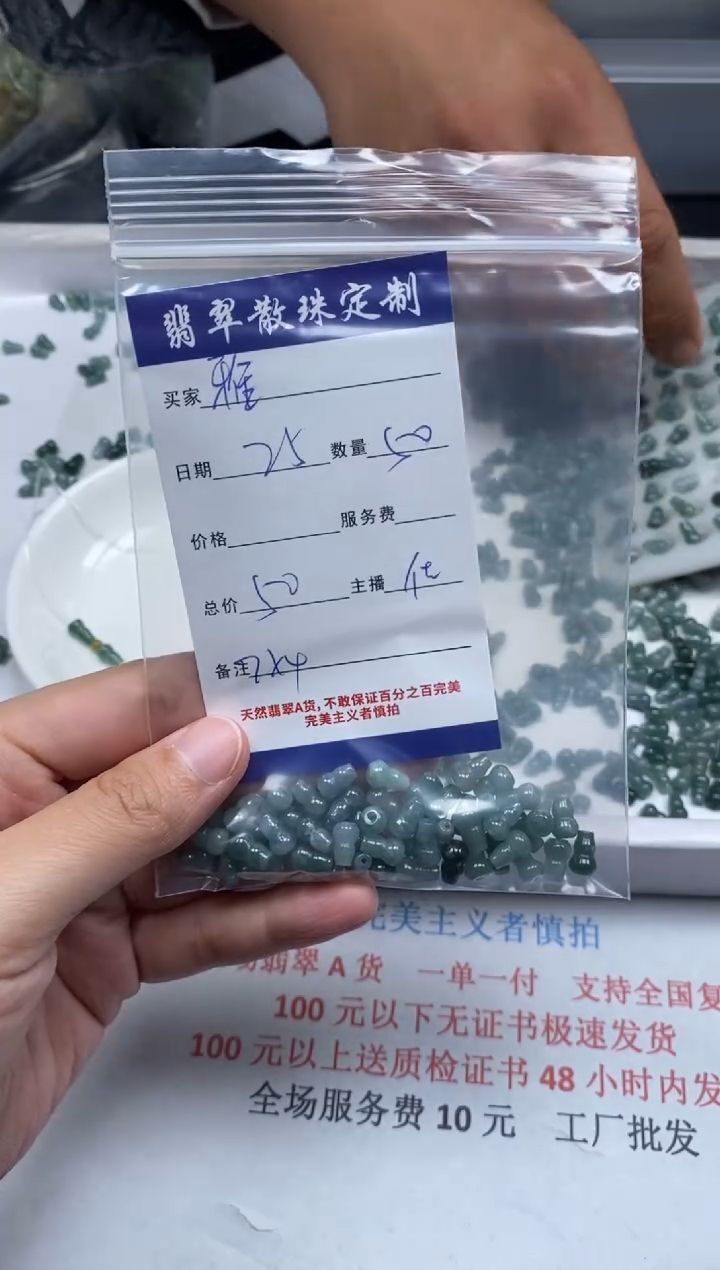 翡翠散珠定制
买家 雅
日期 25 数量 50
价格 服务费
总价 50 主播
备注 7X4
天然翡翠A货，不敢保证百分之百完美
完美主义者慎拍
完美主义者慎拍
翡翠 A 货 一单一付 支持全国复
100 元以下无证书极速发货
100 元以上送质检证书 48 小时内发
全场服务费 10 元 工厂批发